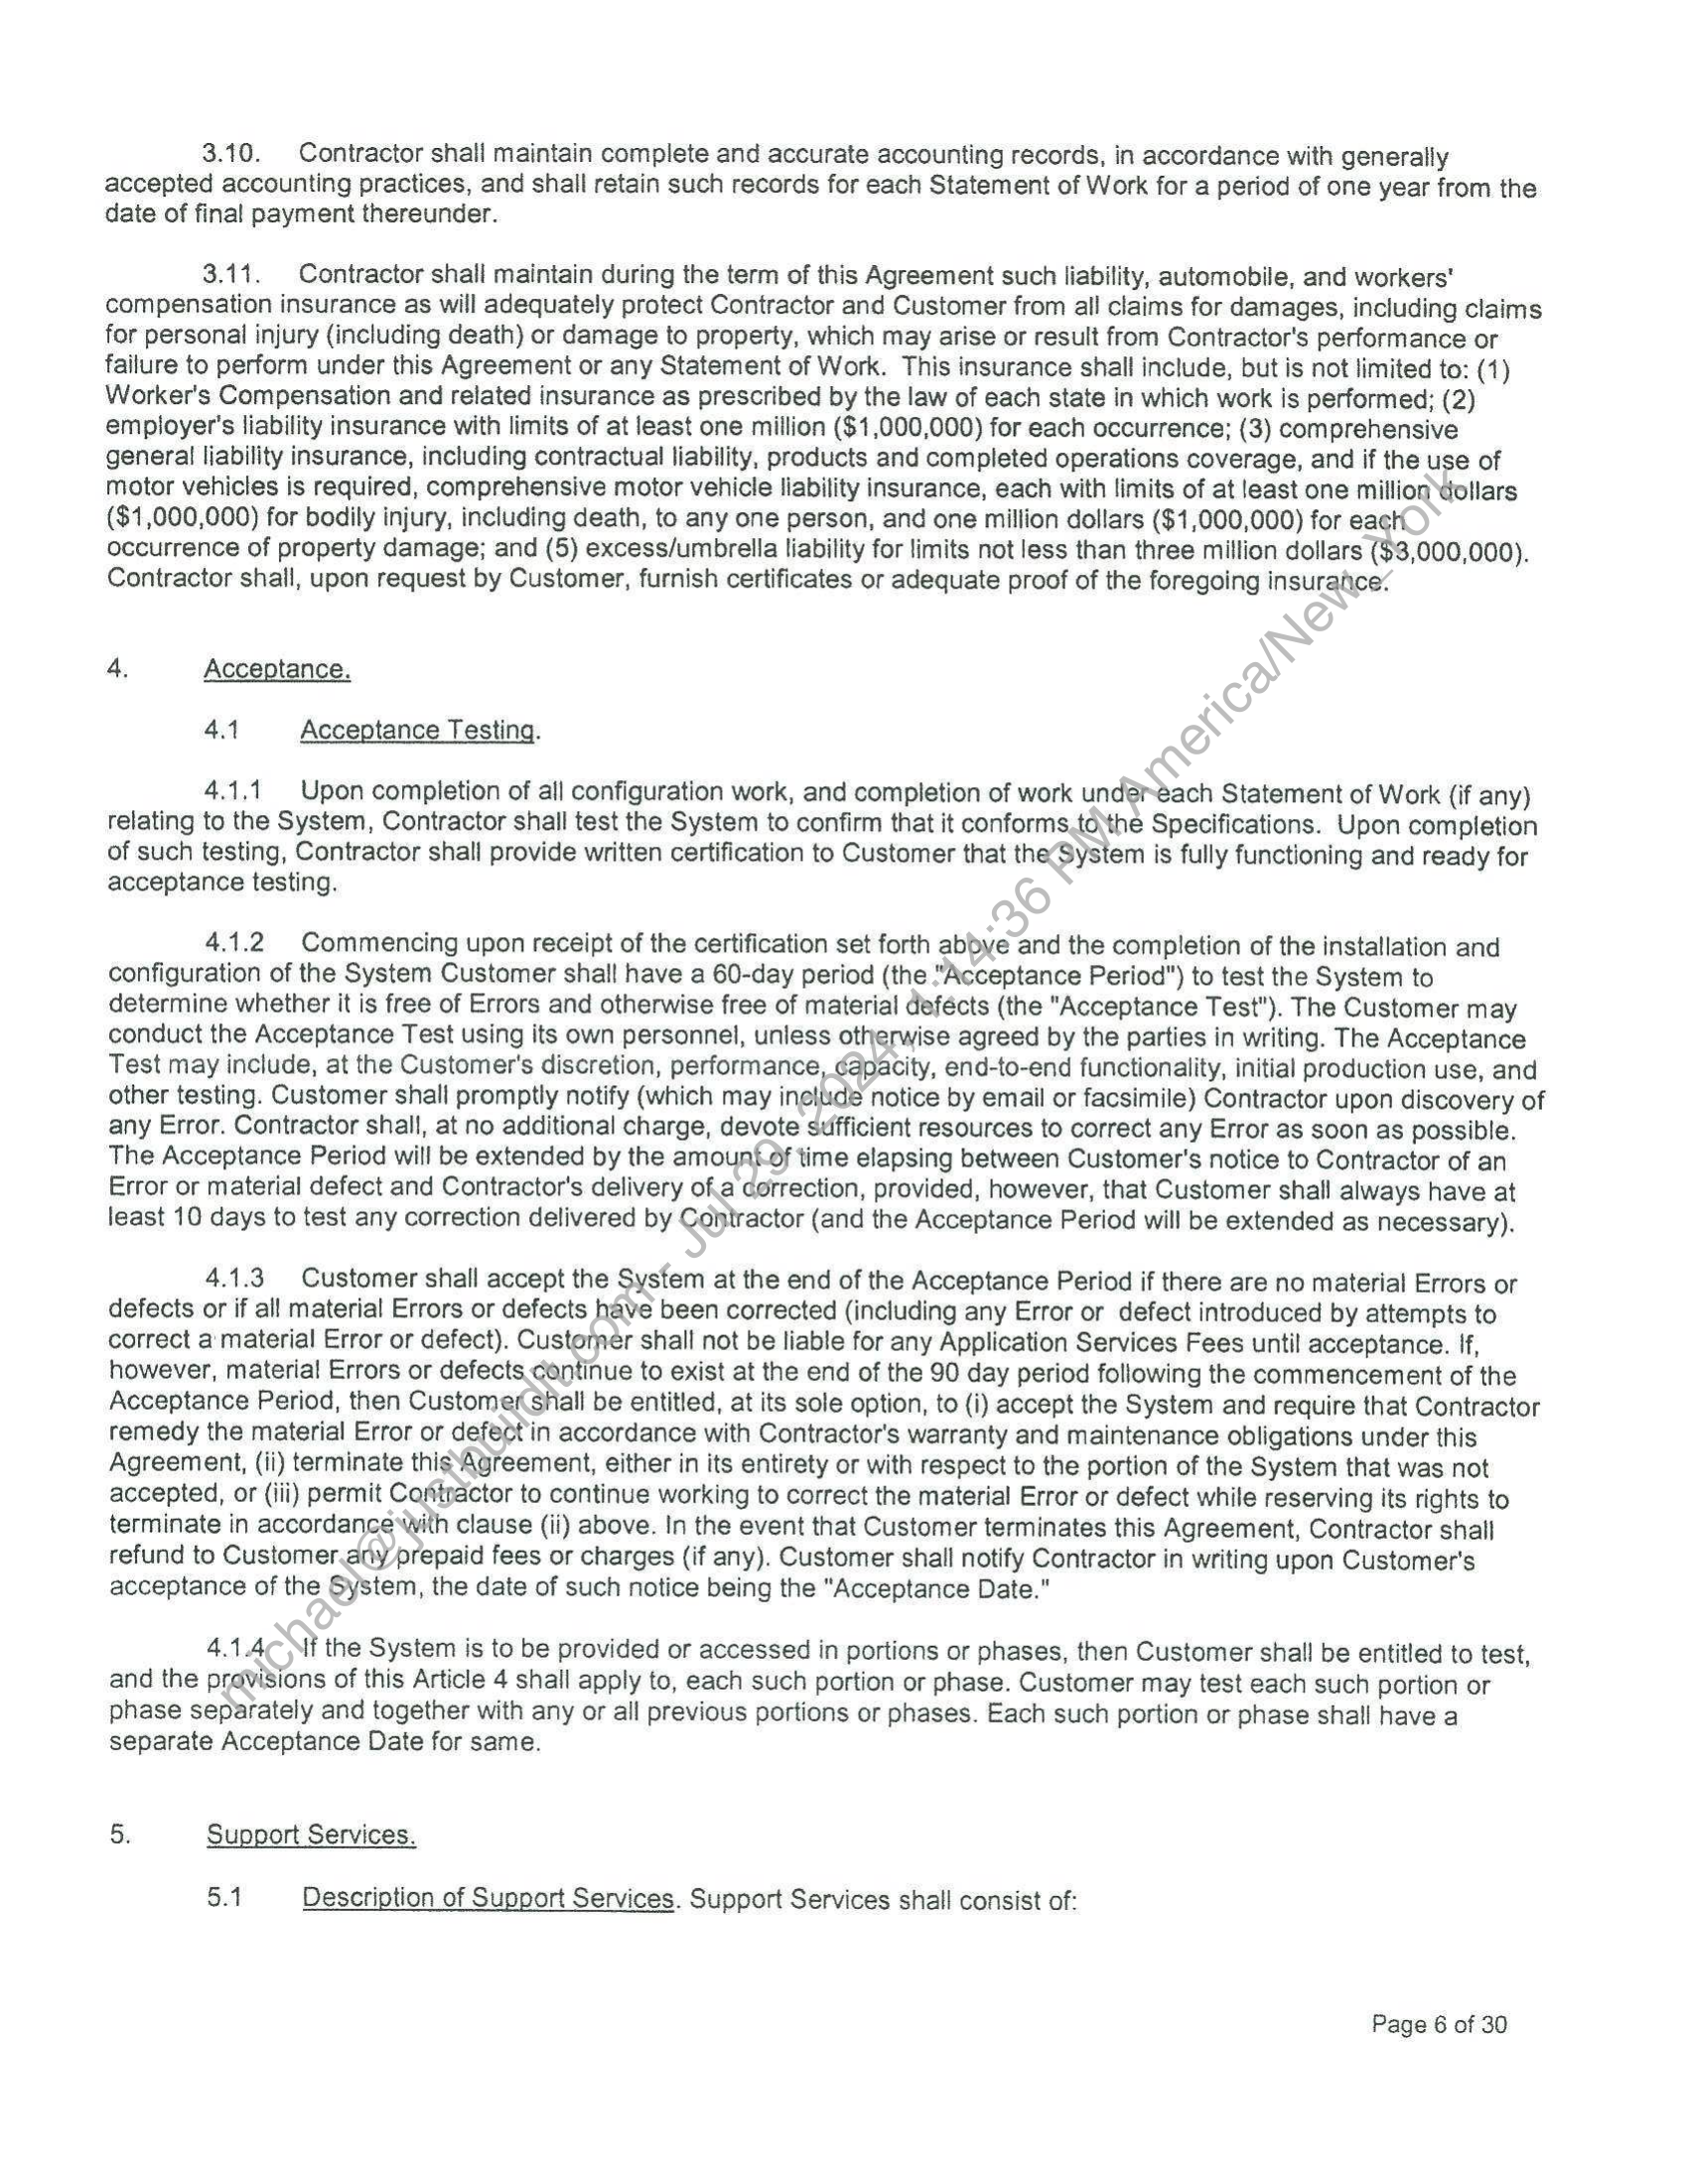 3.10. Contractor shall maintain complete and accurate accounting records, in accordance with generally
accepted accounting practices, and shall retain such records for each Statement of Work for a period of one year from the
date of final payment thereunder.
3.11. Contractor shall maintain during the term of this Agreement such liability, automobile, and workers'
compensation insurance as will adequately protect Contractor and Customer from all claims for damages, including claims
for personal injury (including death) or damage to property, which may arise or result from Contractor's performance or
failure to perform under this Agreement or any Statement of Work. This insurance shall include, but is not limited to: (1)
Worker's Compensation and related insurance as prescribed by the law of each state in which work is performed; (2)
employer's liability insurance with limits of at least one million ($1,000,000) for each occurrence; (3) comprehensive
general liability insurance, including contractual liability, products and completed operations coverage, and if the use of
motor vehicles is required, comprehensive motor vehicle liability insurance, each with limits of at least one million dollars
($1,000,000) for bodily injury, including death, to any one person, and one million dollars ($1,000,000) for each
occurrence of property damage; and (5) excess/umbrella liability for limits not less than three million dollars ($3,000,000).
Contractor shall, upon request by Customer, furnish certificates or adequate proof of the foregoing insurance.
4. Acceptance.
4.1 Acceptance Testing.
4.1.1 Upon completion of all configuration work, and completion of work under each Statement of Work (if any)
relating to the System, Contractor shall test the System to confirm that it conforms to the Specifications. Upon completion
of such testing, Contractor shall provide written certification to Customer that the System is fully functioning and ready for
acceptance testing.
4.1.2 Commencing upon receipt of the certification set forth above and the completion of the installation and
configuration of the System Customer shall have a 60-day period (the "Acceptance Period") to test the System to
determine whether it is free of Errors and otherwise free of material defects (the "Acceptance Test"). The Customer may
conduct the Acceptance Test using its own personnel, unless otherwise agreed by the parties in writing. The Acceptance
Test may include, at the Customer's discretion, performance, capacity, end-to-end functionality, initial production use, and
other testing. Customer shall promptly notify (which may include notice by email or facsimile) Contractor upon discovery of
any Error. Contractor shall, at no additional charge, devote sufficient resources to correct any Error as soon as possible.
The Acceptance Period will be extended by the amount of time elapsing between Customer's notice to Contractor of an
Error or material defect and Contractor's delivery of a correction, provided, however, that Customer shall always have at
least 10 days to test any correction delivered by Contractor (and the Acceptance Period will be extended as necessary).
4.1.3 Customer shall accept the System at the end of the Acceptance Period if there are no material Errors or
defects or if all material Errors or defects have been corrected (including any Error or defect introduced by attempts to
correct a material Error or defect). Customer shall not be liable for any Application Services Fees until acceptance. If,
however, material Errors or defects continue to exist at the end of the 90 day period following the commencement of the
Acceptance Period, then Customer shall be entitled, at its sole option, to (i) accept the System and require that Contractor
remedy the material Error or defect in accordance with Contractor's warranty and maintenance obligations under this
Agreement, (ii) terminate this Agreement, either in its entirety or with respect to the portion of the System that was not
accepted, or (iii) permit Contractor to continue working to correct the material Error or defect while reserving its rights to
terminate in accordance with clause (ii) above. In the event that Customer terminates this Agreement, Contractor shall
refund to Customer any prepaid fees or charges (if any). Customer shall notify Contractor in writing upon Customer's
acceptance of the System, the date of such notice being the "Acceptance Date."
4.1.4 If the System is to be provided or accessed in portions or phases, then Customer shall be entitled to test,
and the provisions of this Article 4 shall apply to, each such portion or phase. Customer may test each such portion or
phase separately and together with any or all previous portions or phases. Each such portion or phase shall have a
separate Acceptance Date for same.
5. Support Services.
5.1 Description of Support Services. Support Services shall consist of:
Page 6 of 30
michael@justbuildit.com - Jul 29, 2024, 1:14:36 PM America/New_York